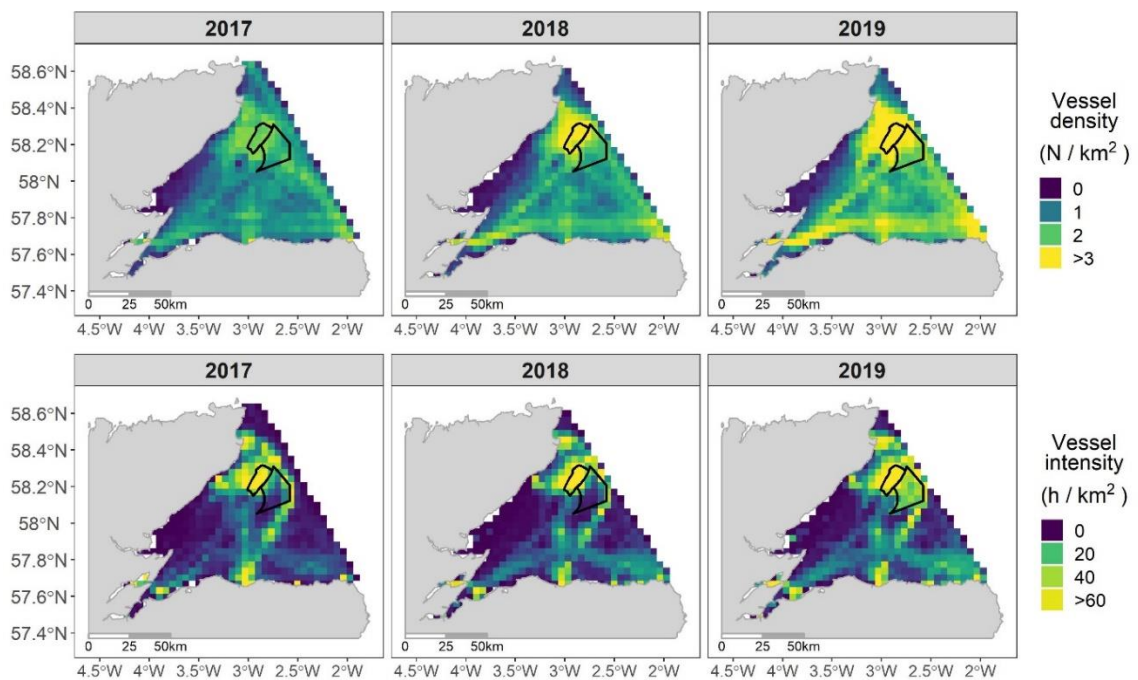 2017 2018 2019
58.6°N
58.4°N
58.2°N
58°N
57.8°N
57.6°N
57.4°N
0 25 50km 0 25 50km 0 25 50km
4.5°W 4°W 3.5°W 3°W 2.5°W 2°W 4.5°W 4°W 3.5°W 3°W 2.5°W 2°W 4.5°W 4°W 3.5°W 3°W 2.5°W 2°W
Vessel
density
(N / km²)
0
1
2
>3
2017 2018 2019
58.6°N
58.4°N
58.2°N
58°N
57.8°N
57.6°N
57.4°N
0 25 50km 0 25 50km 0 25 50km
4.5°W 4°W 3.5°W 3°W 2.5°W 2°W 4.5°W 4°W 3.5°W 3°W 2.5°W 2°W 4.5°W 4°W 3.5°W 3°W 2.5°W 2°W
Vessel
intensity
(h / km²)
0
20
40
>60